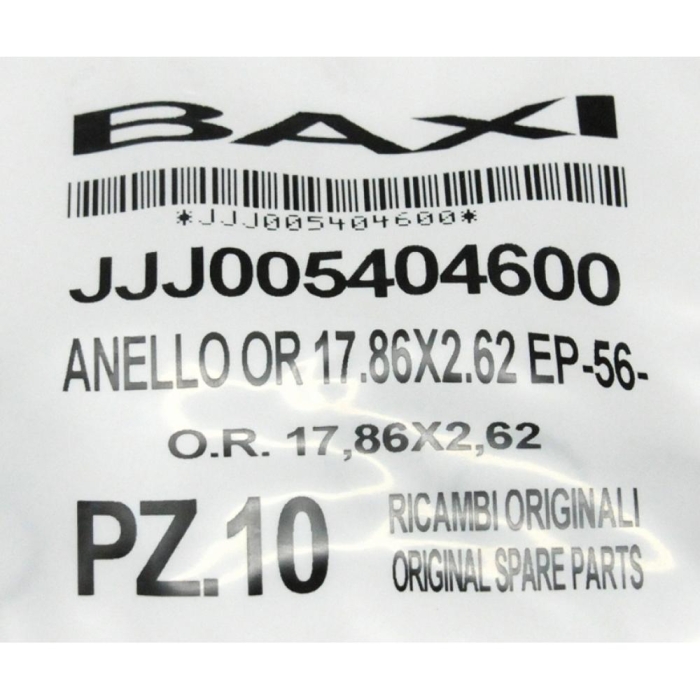 BAXI
*JJJ005404600*
JJJ005404600
ANELLO OR 17.86X2.62 EP-56-
O.R. 17,86X2,62
PZ.10
RICAMBI ORIGINALI
ORIGINAL SPARE PARTS